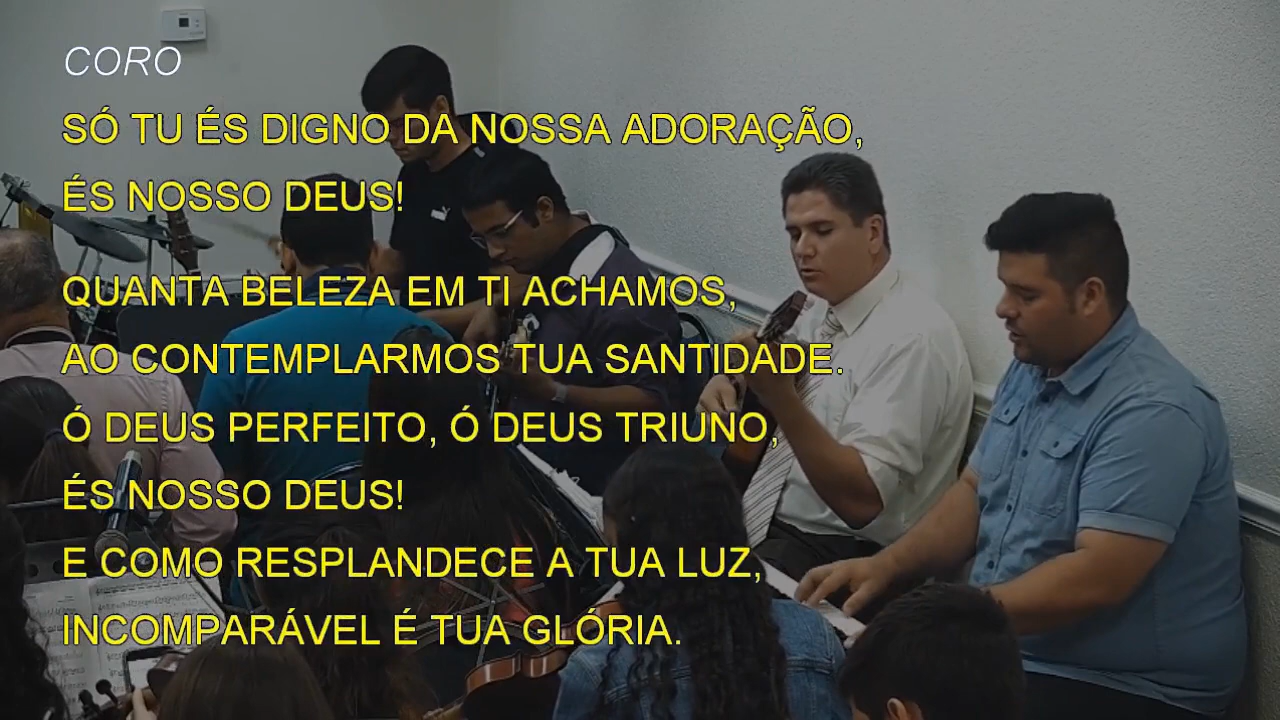 CORO
SÓ TU ÉS DIGNO DA NOSSA ADORAÇÃO,
ÉS NOSSO DEUS!
QUANTA BELEZA EM TI ACHAMOS,
AO CONTEMPLARMOS TUA SANTIDADE.
Ó DEUS PERFEITO, Ó DEUS TRIUNO,
ÉS NOSSO DEUS!
E COMO RESPLANDECE A TUA LUZ,
INCOMPARÁVEL É TUA GLÓRIA.